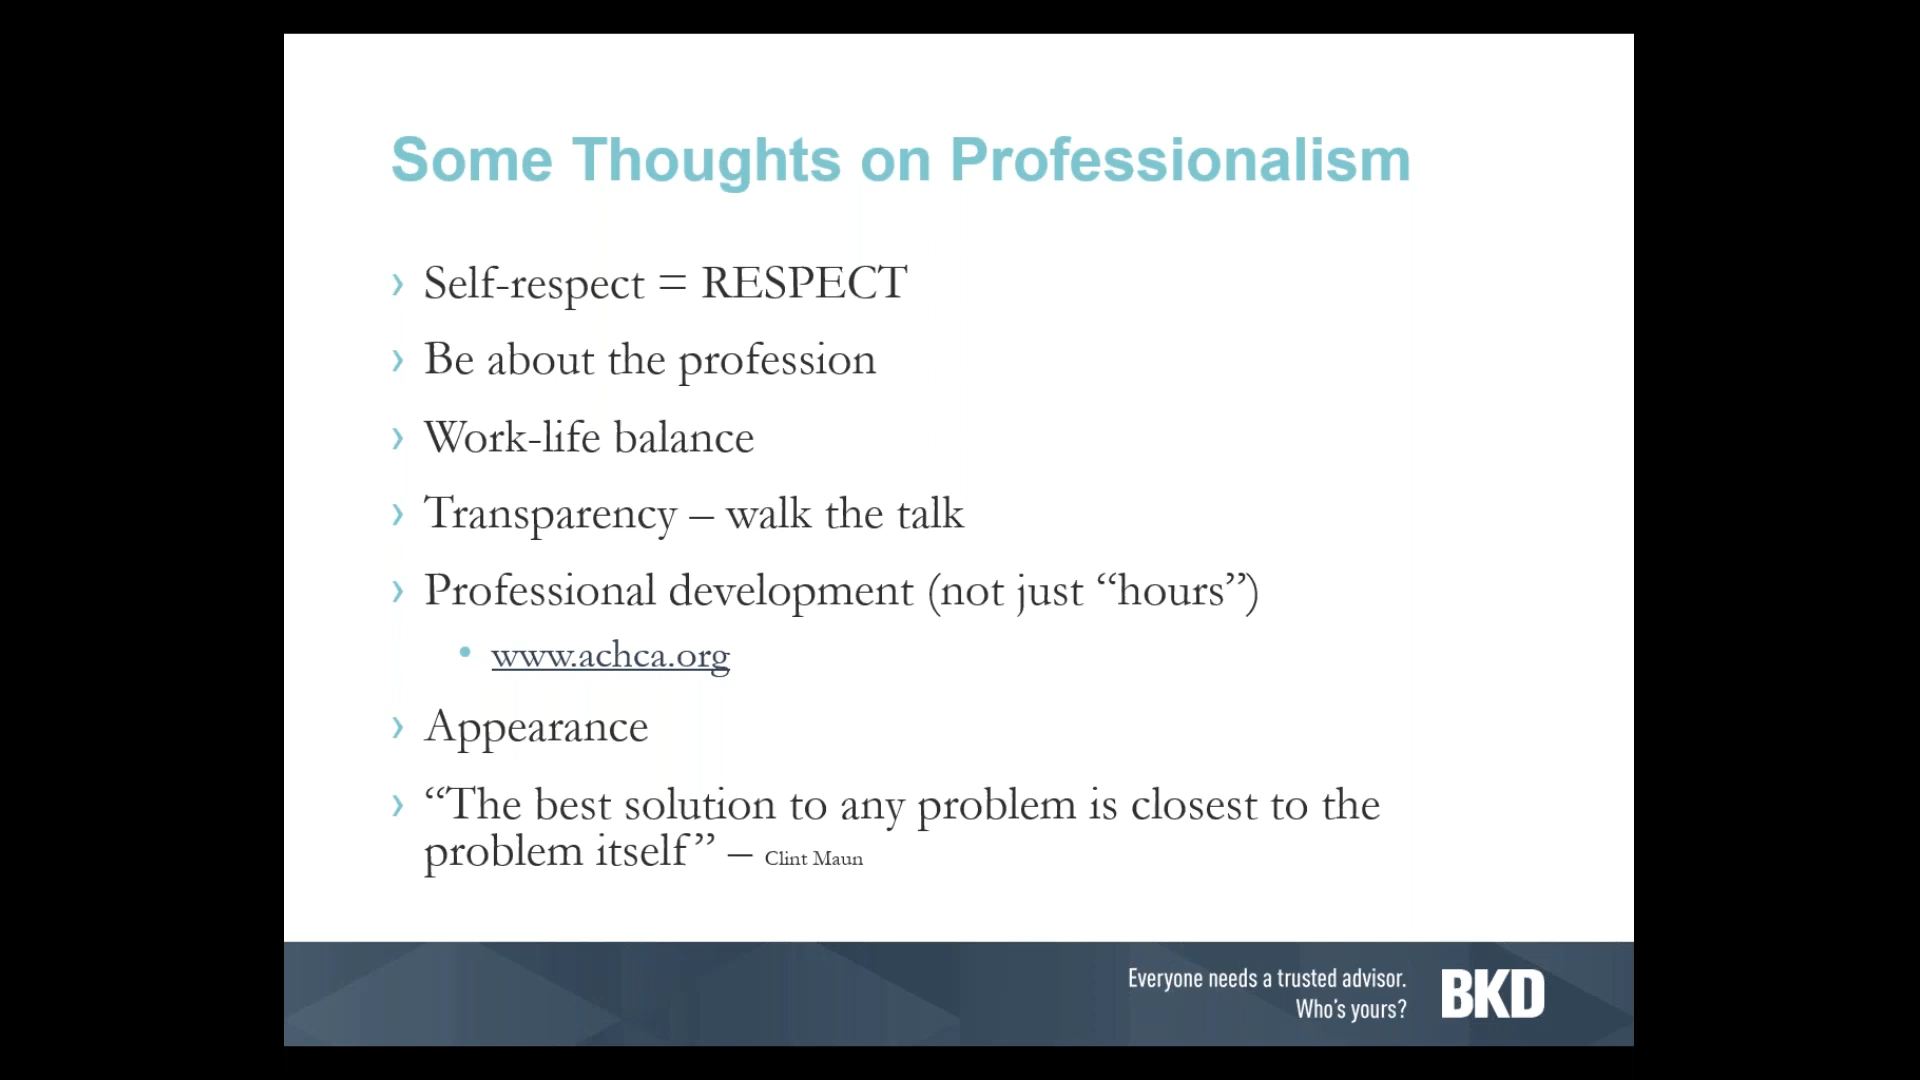 Some Thoughts on Professionalism
› Self-respect = RESPECT
› Be about the profession
› Work-life balance
› Transparency – walk the talk
› Professional development (not just “hours”)
• www.achca.org
› Appearance
› “The best solution to any problem is closest to the
problem itself” – Clint Maun
Everyone needs a trusted advisor.
Who's yours?
BKD